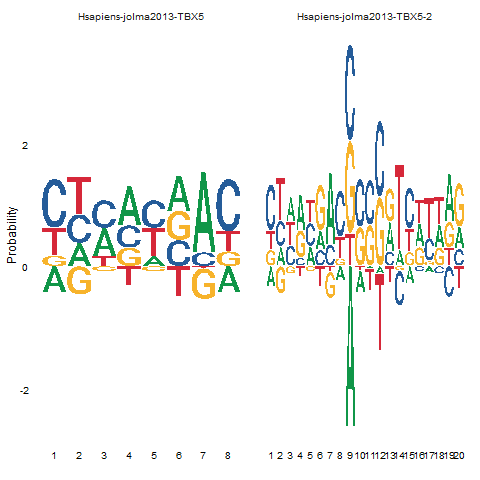 Hsapiens-jolma2013-TBX5
Hsapiens-jolma2013-TBX5-2
Probability
2
0
-2
1 2 3 4 5 6 7 8
1 2 3 4 5 6 7 8 9 10 11 12 13 14 15 16 17 18 19 20